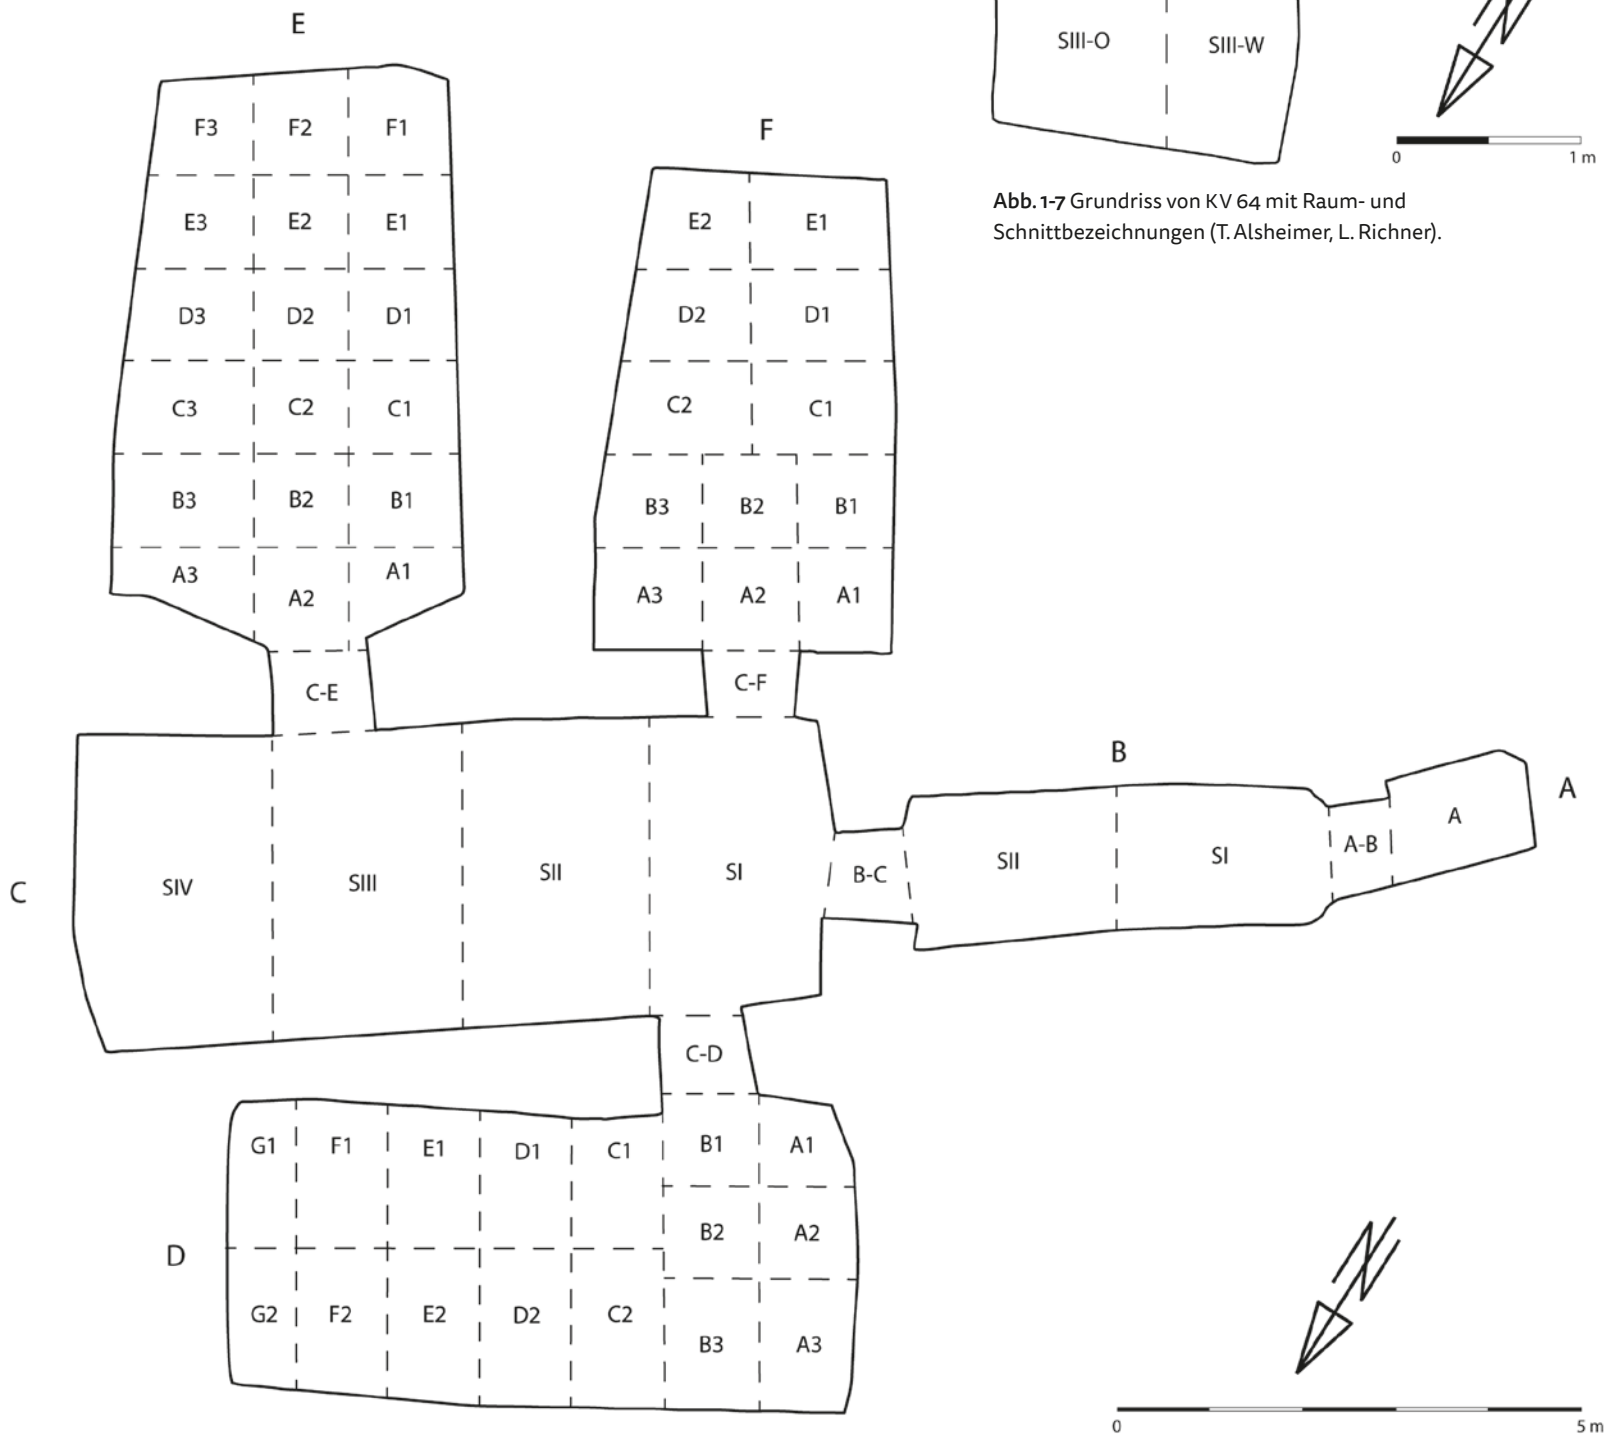 E
SIII-O SIII-W
0 1 m
Abb. 1-7 Grundriss von KV 64 mit Raum- und
Schnittbezeichnungen (T. Alsheimer, L. Richner).
F3 F2 F1
E3 E2 E1
D3 D2 D1
C3 C2 C1
B3 B2 B1
A3 A2 A1
C-E
F
E2 E1
D2 D1
C2 C1
B3 B2 B1
A3 A2 A1
C-F
B
A
C
SIV SIII SII SI B-C SII SI A-B A
C-D
G1 F1 E1 D1 C1 B1 A1
B2 A2
D
G2 F2 E2 D2 C2 B3 A3
0 5 m